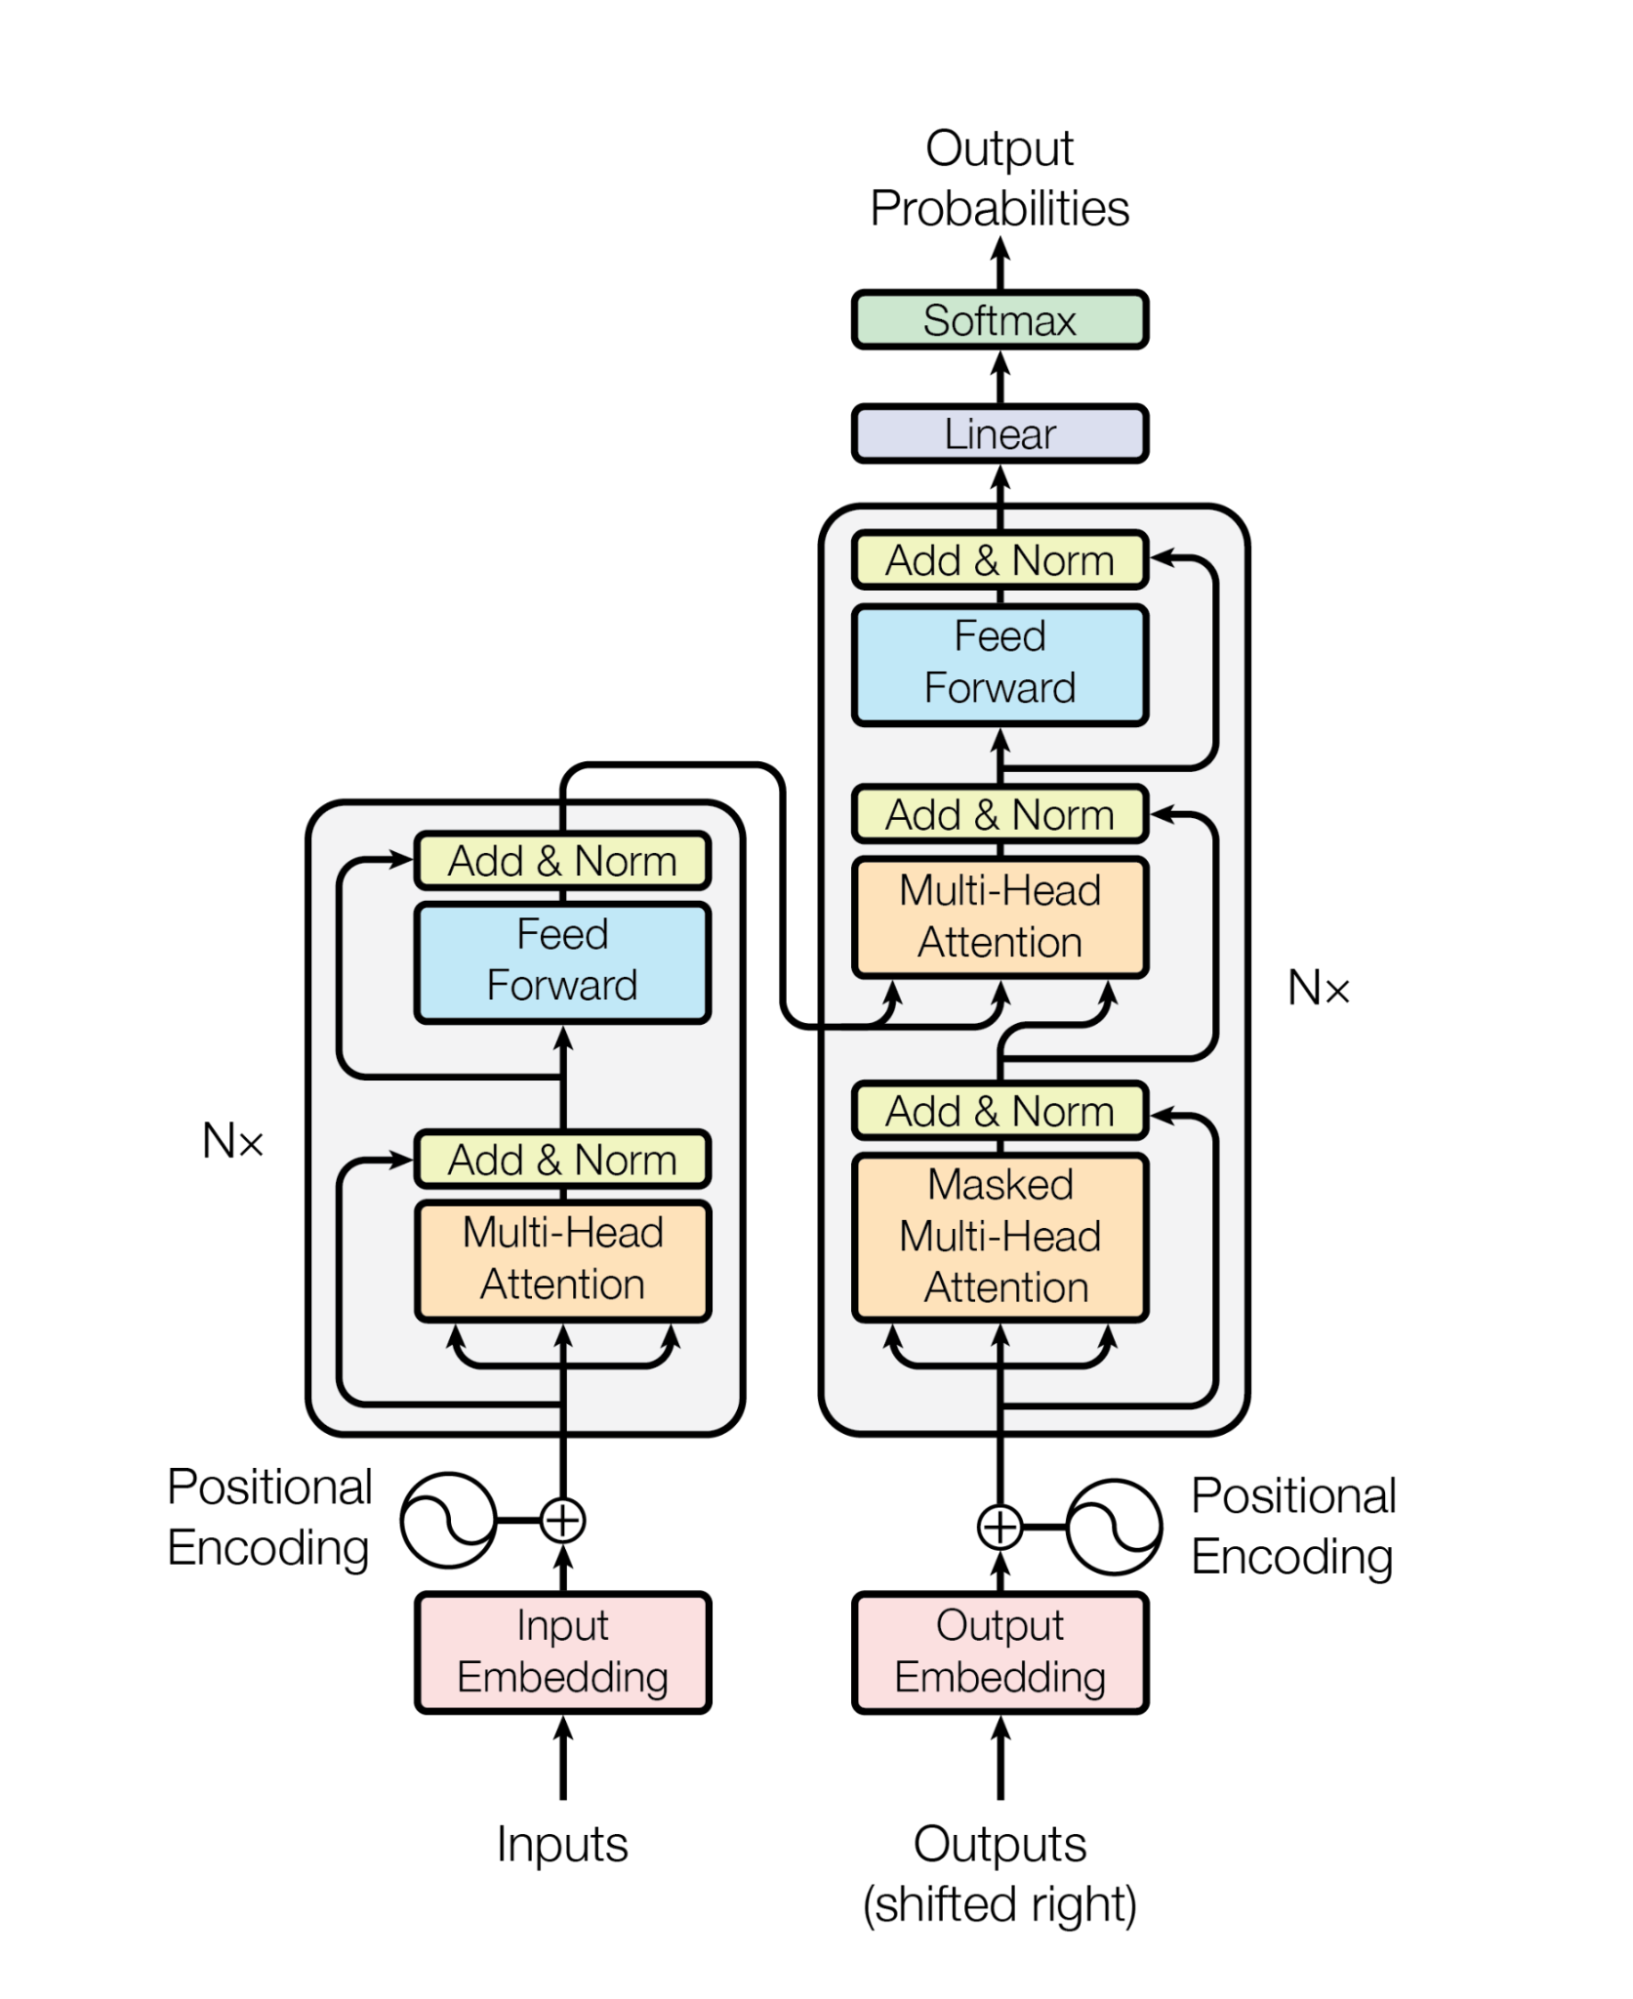 Output
Probabilities
Softmax
Linear
Add & Norm
Feed
Forward
Add & Norm
Multi-Head
Attention
Add & Norm
Masked
Multi-Head
Attention
N×
Add & Norm
Feed
Forward
Add & Norm
Multi-Head
Attention
N×
Positional
Encoding
Positional
Encoding
Input
Embedding
Output
Embedding
Inputs
Outputs
(shifted right)